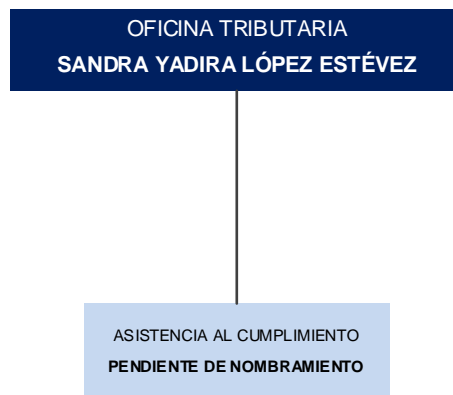 OFICINA TRIBUTARIA
SANDRA YADIRA LÓPEZ ESTÉVEZ
ASISTENCIA AL CUMPLIMIENTO
PENDIENTE DE NOMBRAMIENTO